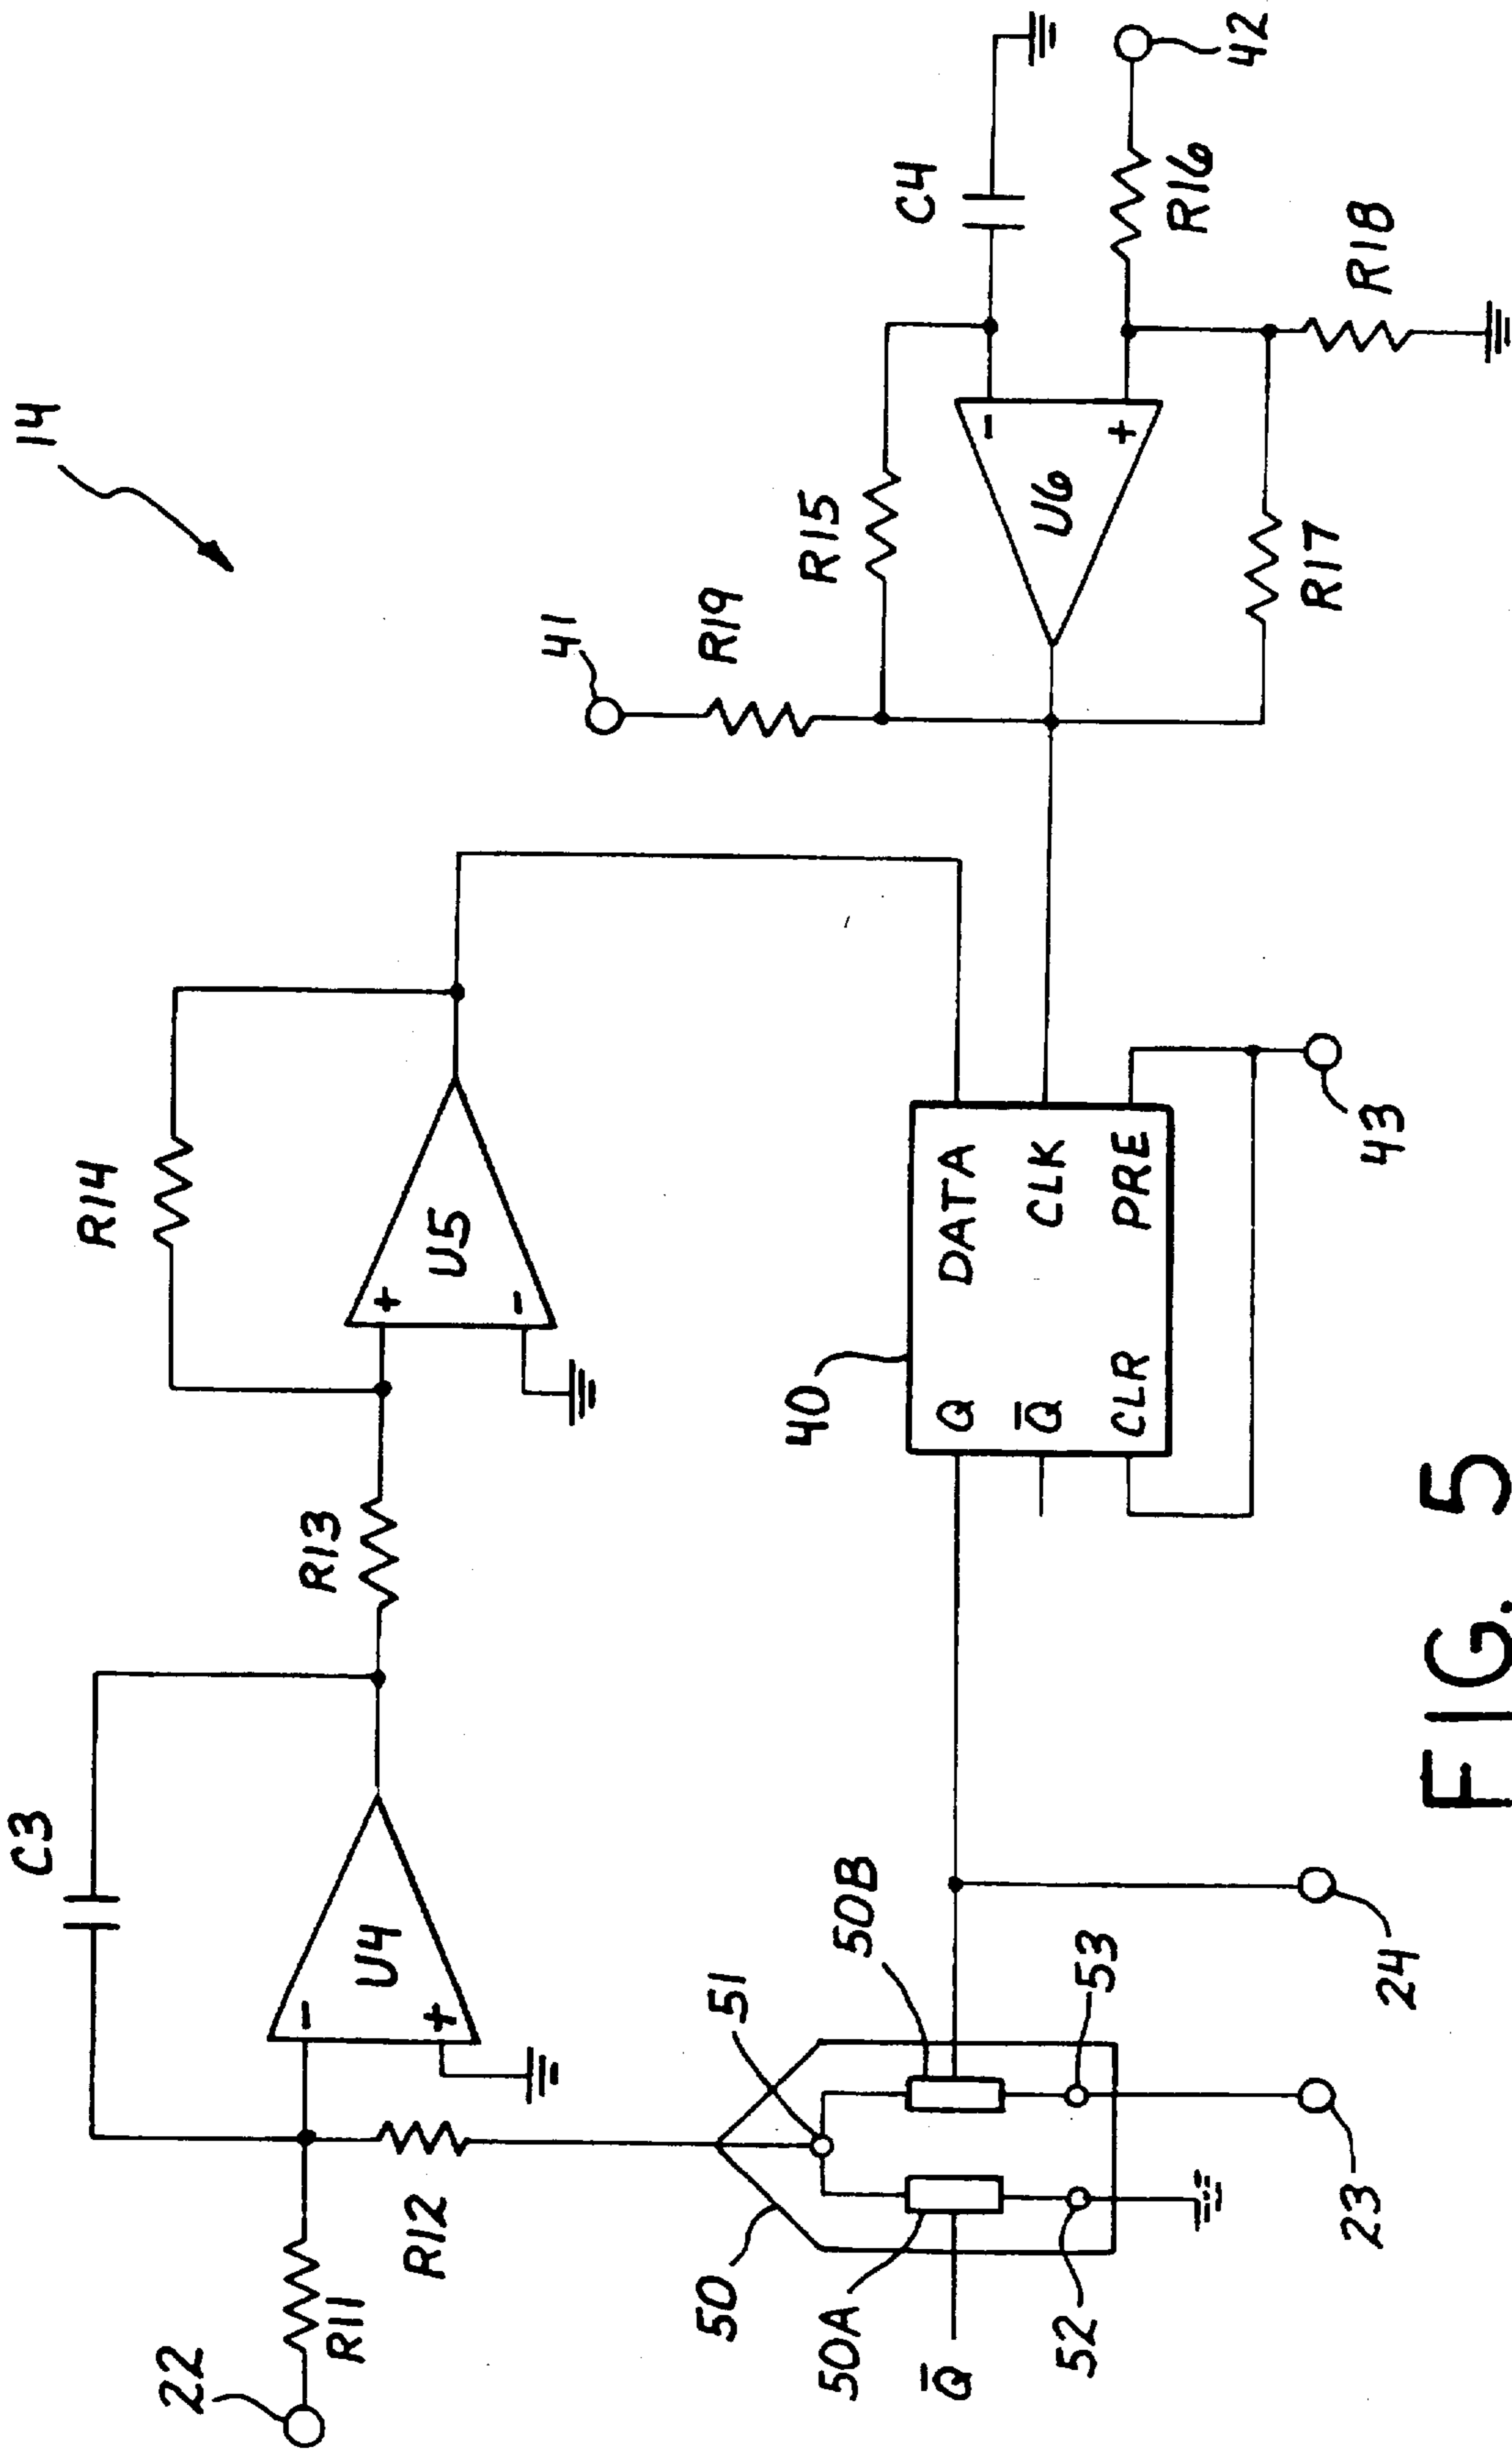 14
C3
R14
U4
R13
U5
22
R11
R12
41
R19
R15
C4
U6
R16
42
R17
R18
50
51
50B
50A
52
53
Q̄
40
Q
DATA
Q̄
CLK
CLR
PRE
23
24
43
-
+
+
-
-
+
FIG. 5